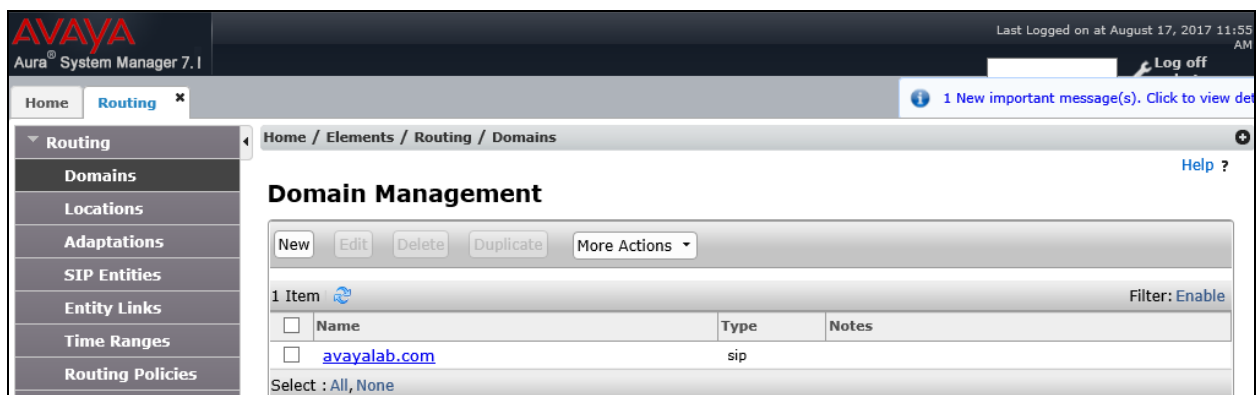 AVAYA
Last Logged on at August 17, 2017 11:55
AM
Aura® System Manager 7.1
Log off
Home Routing ×
1 New important message(s). Click to view det
Routing
Home / Elements / Routing / Domains
Help ?
Domains
Domain Management
Locations
Adaptations
New Edit Delete Duplicate More Actions
SIP Entities
Entity Links
1 Item Filter: Enable
Name Type Notes
Time Ranges
avayalab.com sip
Routing Policies
Select : All, None